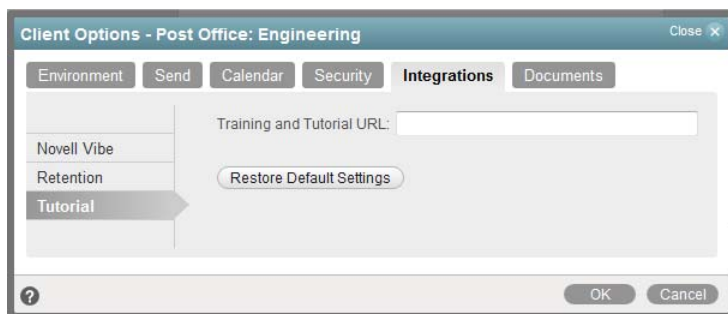 Client Options - Post Office: Engineering Close X
Environment Send Calendar Security Integrations Documents
Training and Tutorial URL:
Novell Vibe
Retention Restore Default Settings
Tutorial
? OK Cancel